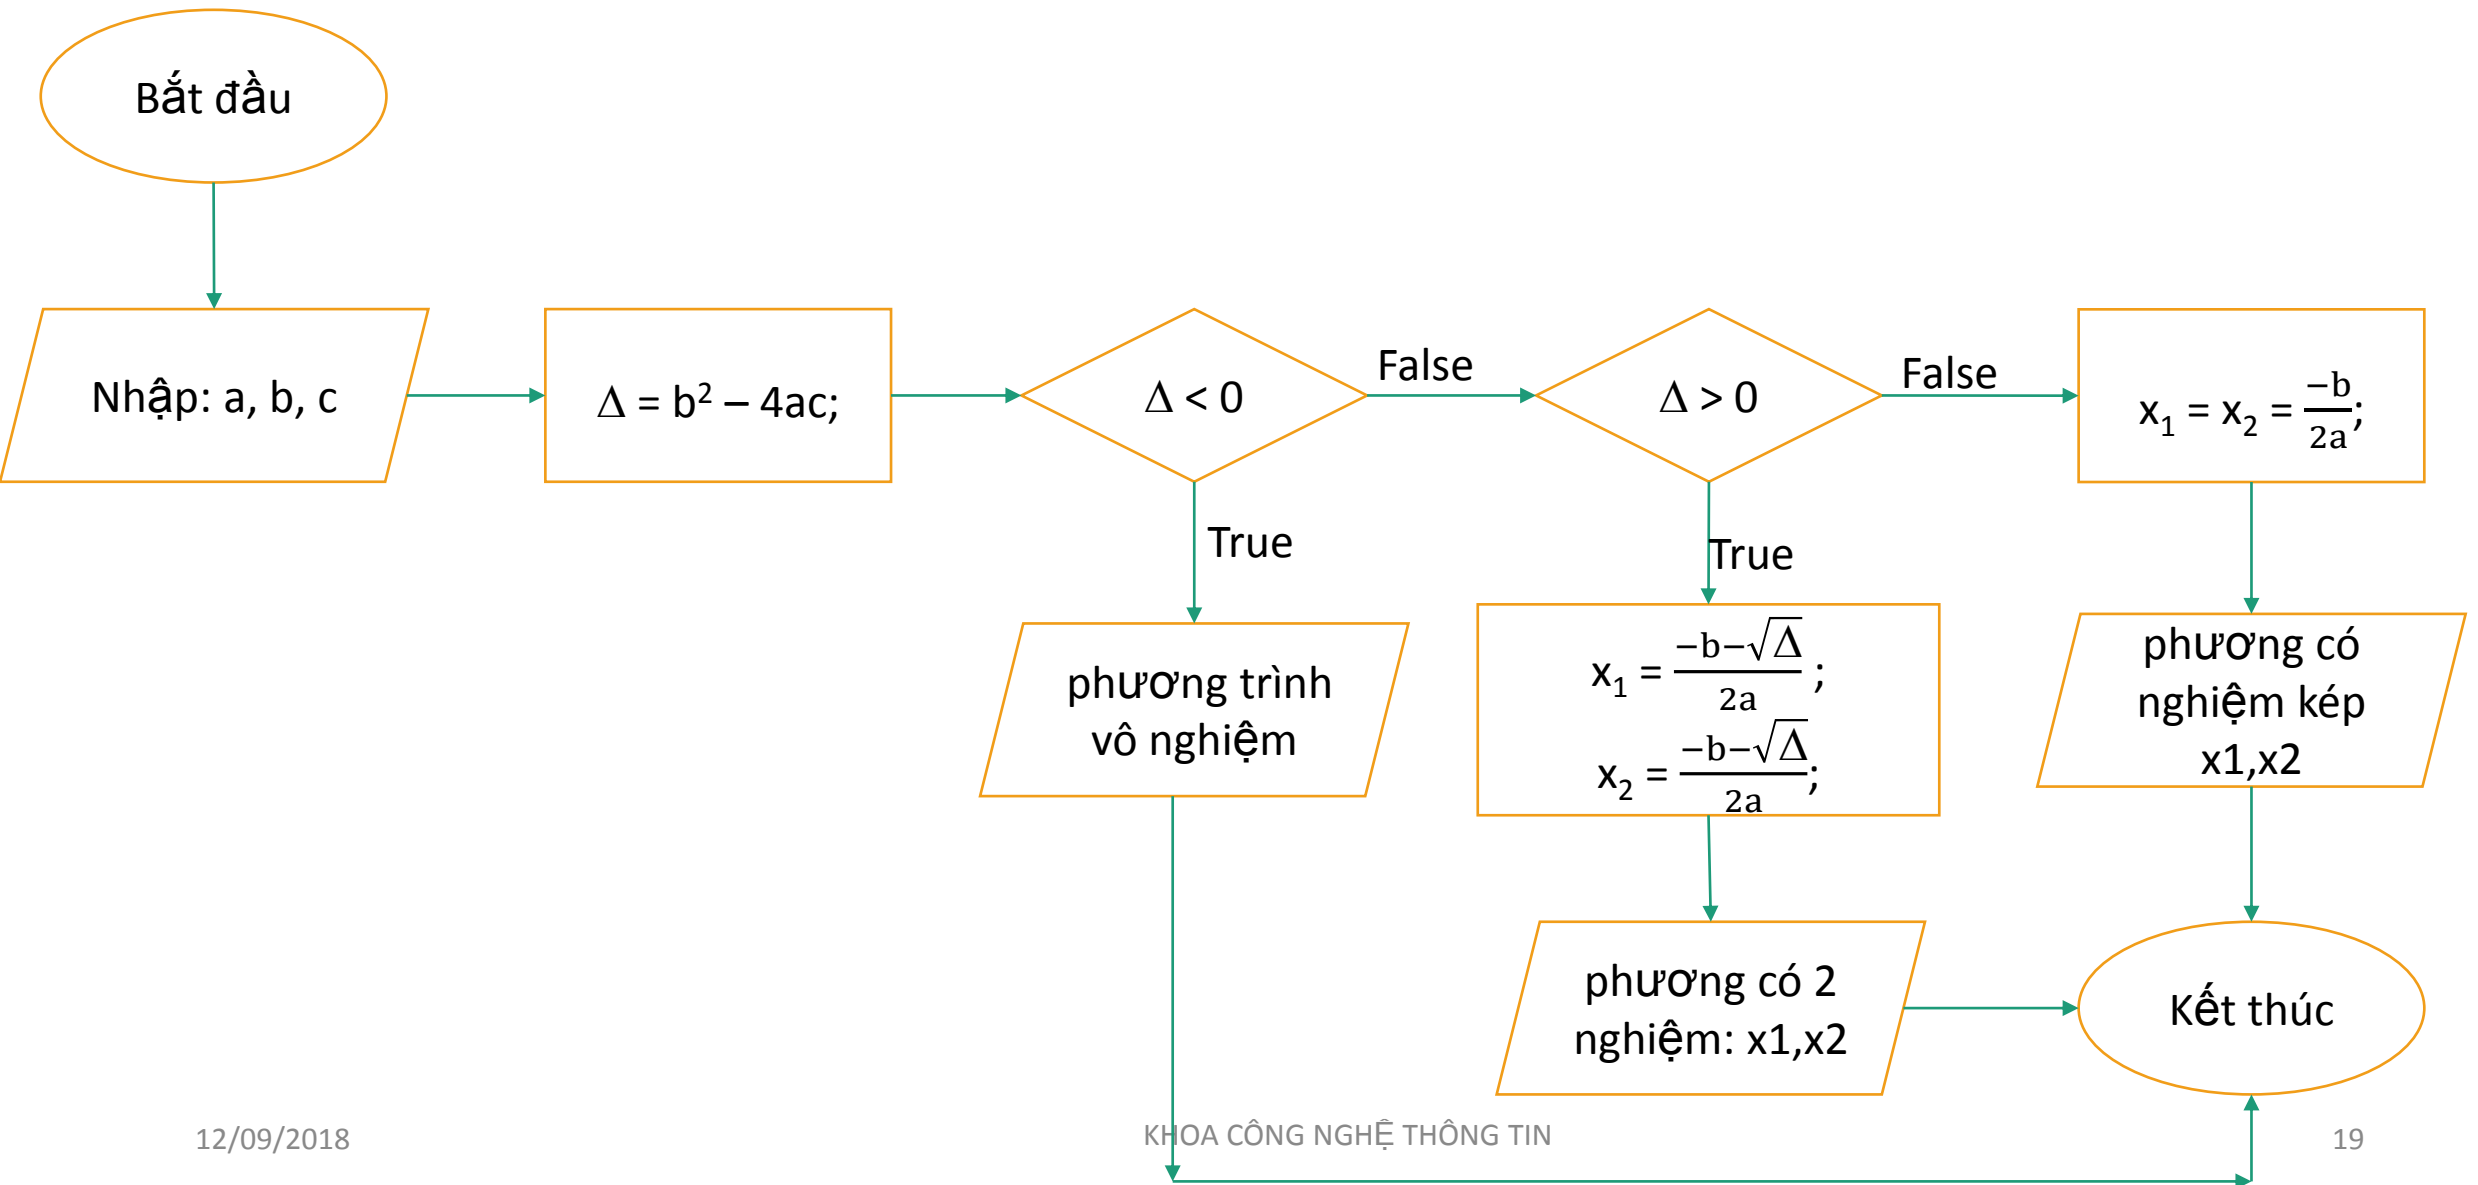 Bắt đầu
Nhập: a, b, c
∆ = b² – 4ac;
∆ < 0
False
∆ > 0
False
x₁ = x₂ = −b/2a;
True
True
phương trình
vô nghiệm
x₁ = −b−√∆/2a ;
x₂ = −b−√∆/2a;
phương có
nghiệm kép
x1,x2
phương có 2
nghiệm: x1,x2
Kết thúc
12/09/2018
KHOA CÔNG NGHỆ THÔNG TIN
19